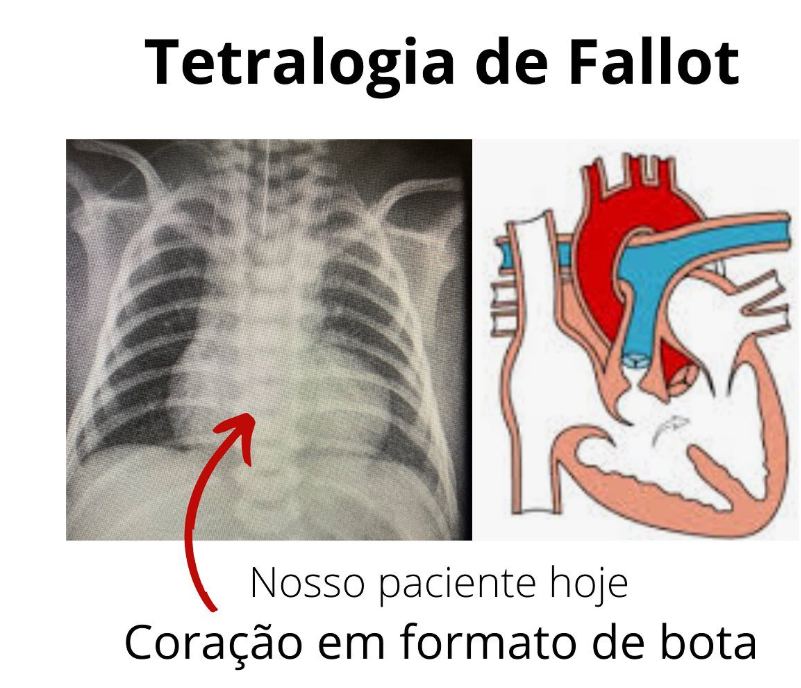 Tetralogia de Fallot
Nosso paciente hoje
Coração em formato de bota